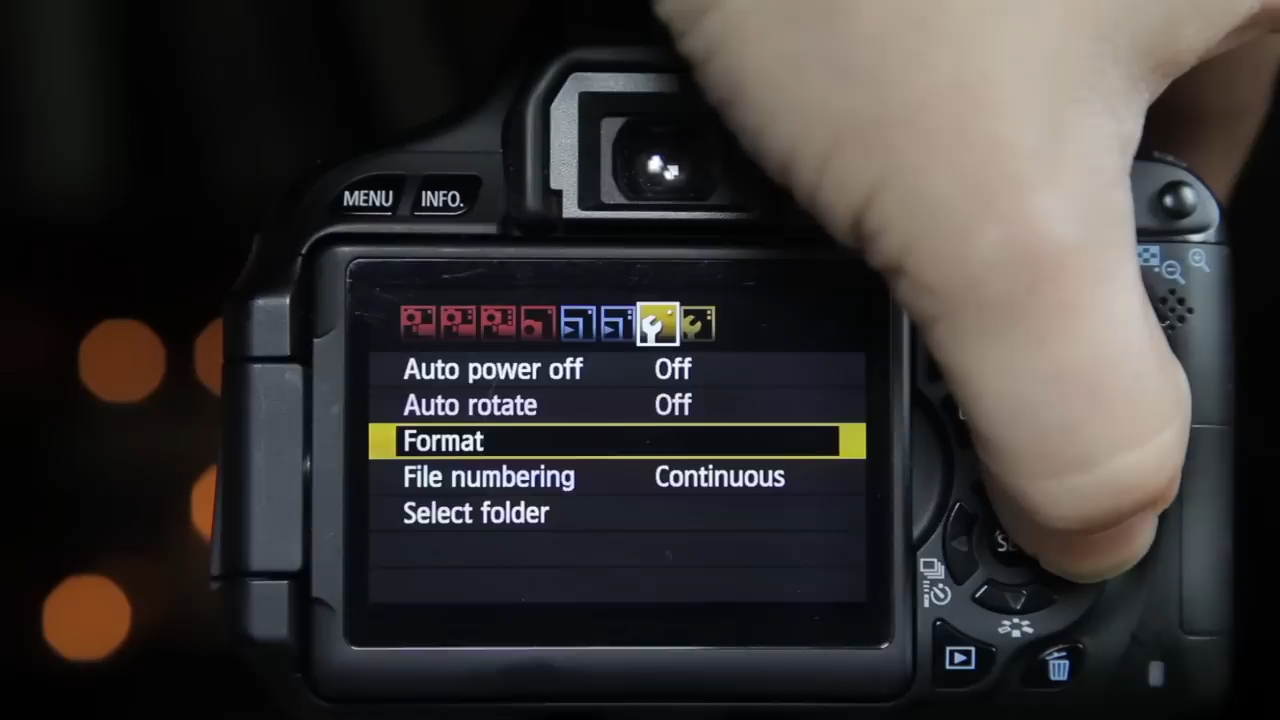 MENU INFO.
Auto power off Off
Auto rotate Off
Format
File numbering Continuous
Select folder